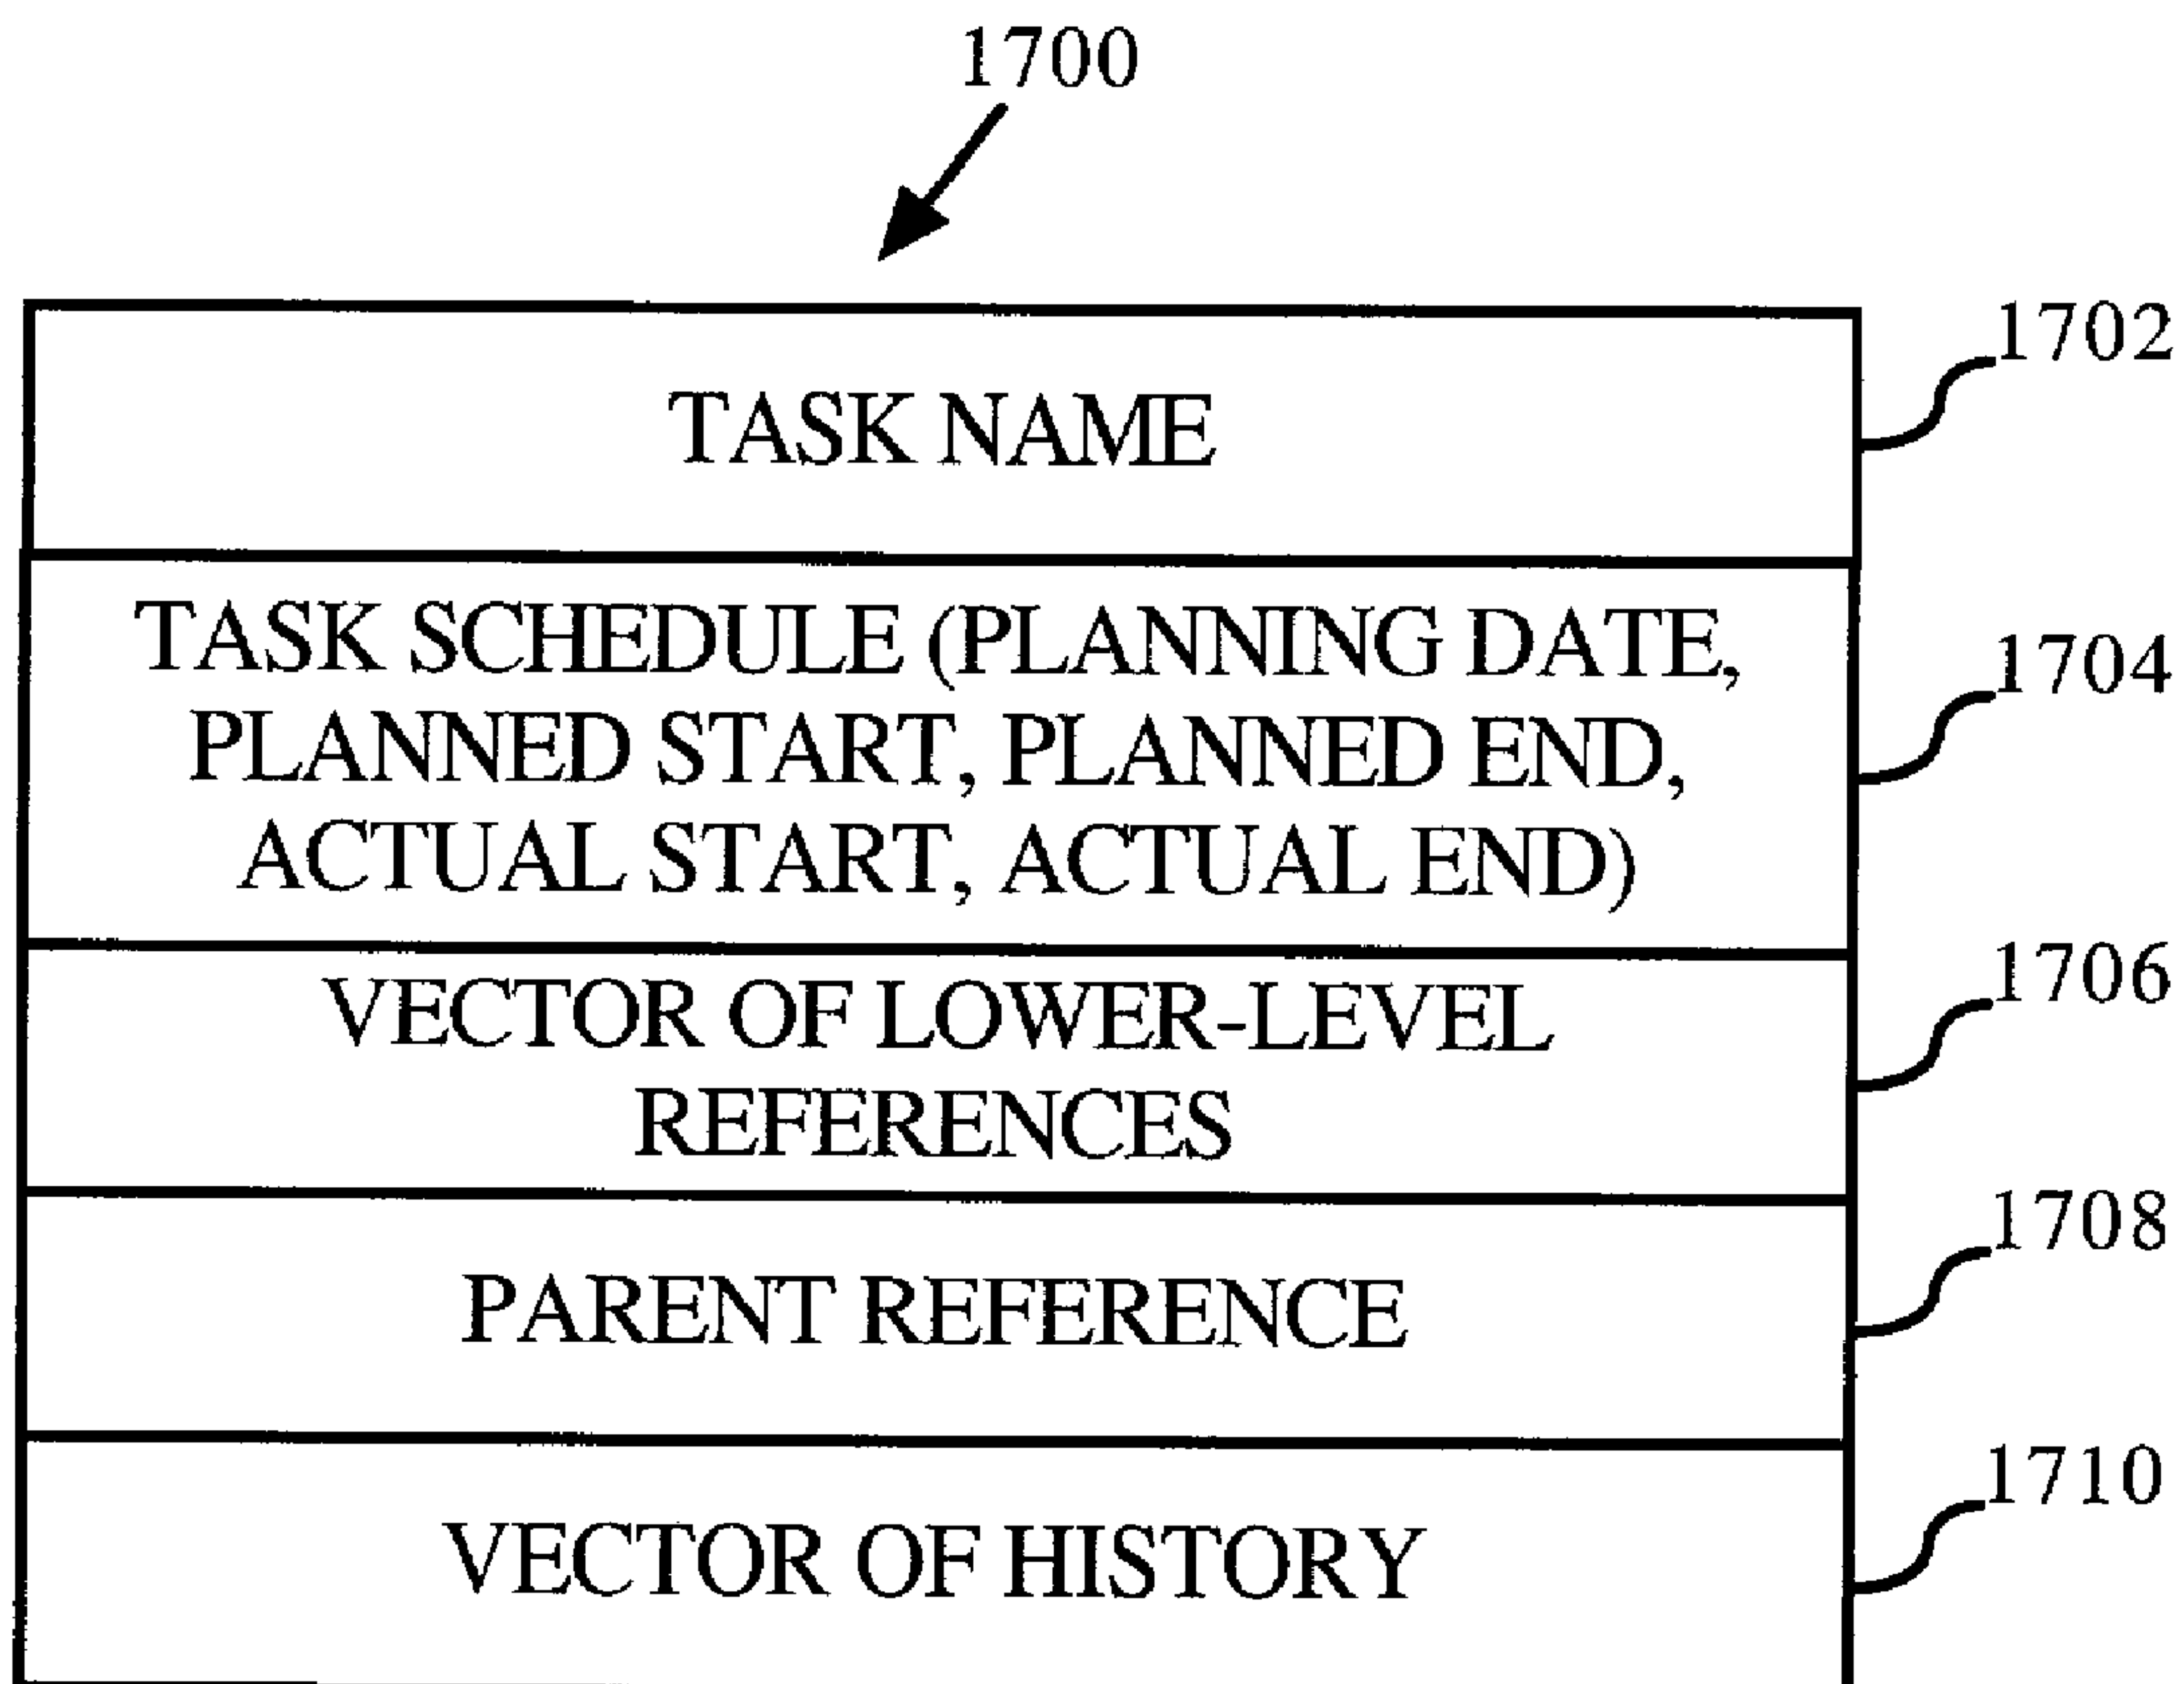 1700
1702
TASK NAME
TASK SCHEDULE (PLANNING DATE,
1704
PLANNED START, PLANNED END,
ACTUAL START, ACTUAL END)
1706
VECTOR OF LOWER-LEVEL
REFERENCES
1708
PARENT REFERENCE
1710
VECTOR OF HISTORY